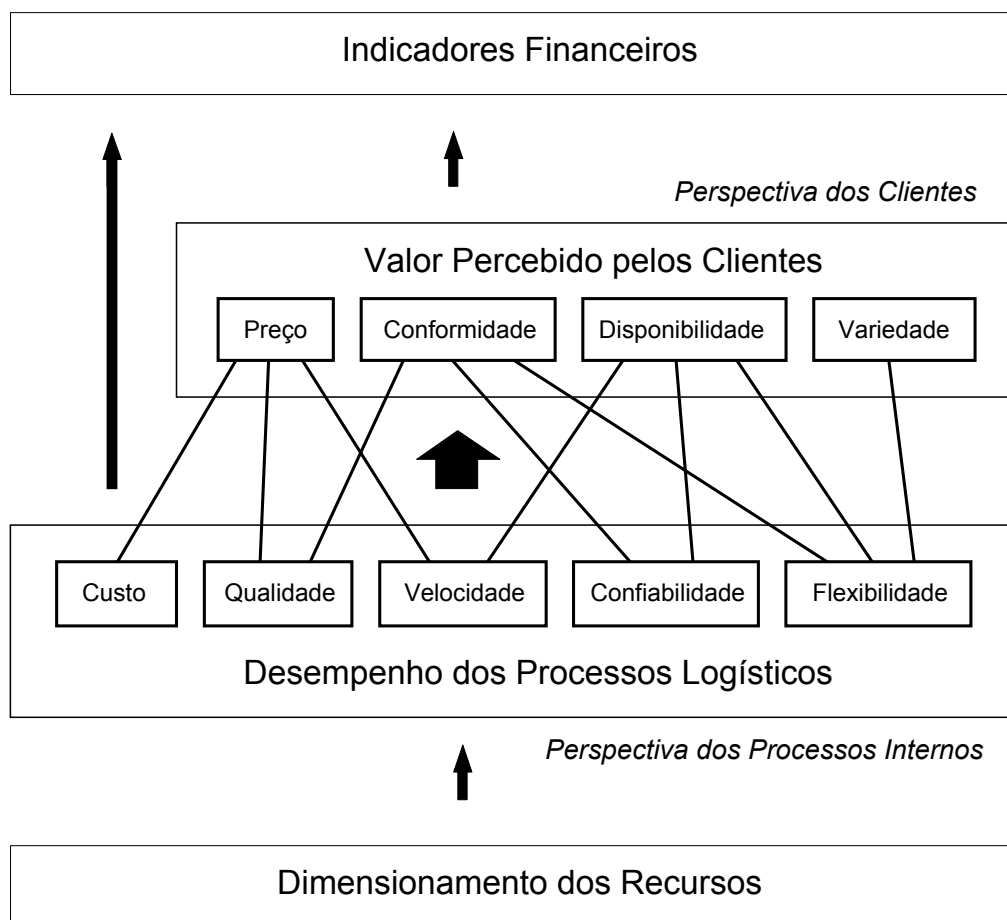 Indicadores Financeiros
Perspectiva dos Clientes
Valor Percebido pelos Clientes
Preço
Conformidade
Disponibilidade
Variedade
Custo
Qualidade
Velocidade
Confiabilidade
Flexibilidade
Desempenho dos Processos Logísticos
Perspectiva dos Processos Internos
Dimensionamento dos Recursos